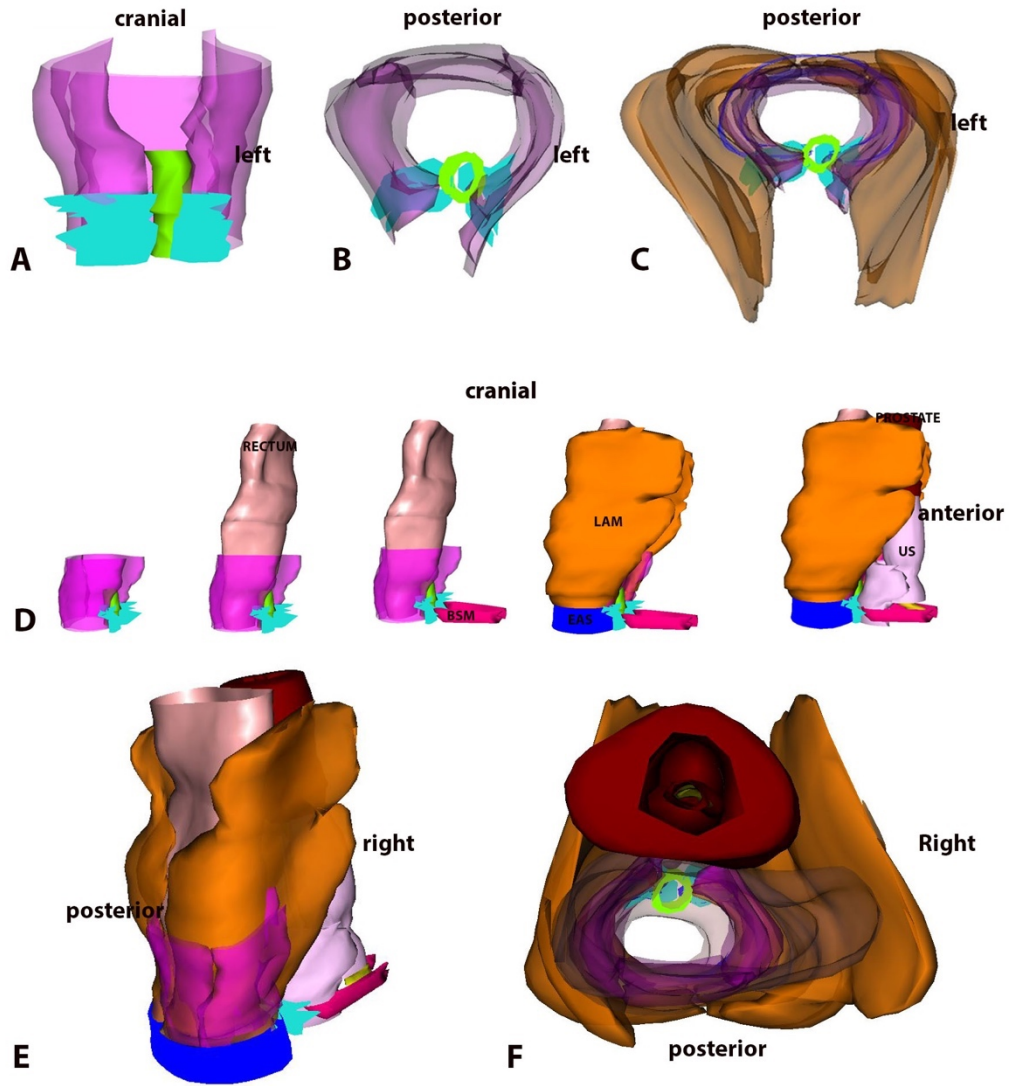 cranial
posterior
posterior
left
left
left
A
B
C
cranial
RECTUM
PROSTATE
LAM
anterior
US
D
BSM
EAS
right
Right
posterior
E
F
posterior